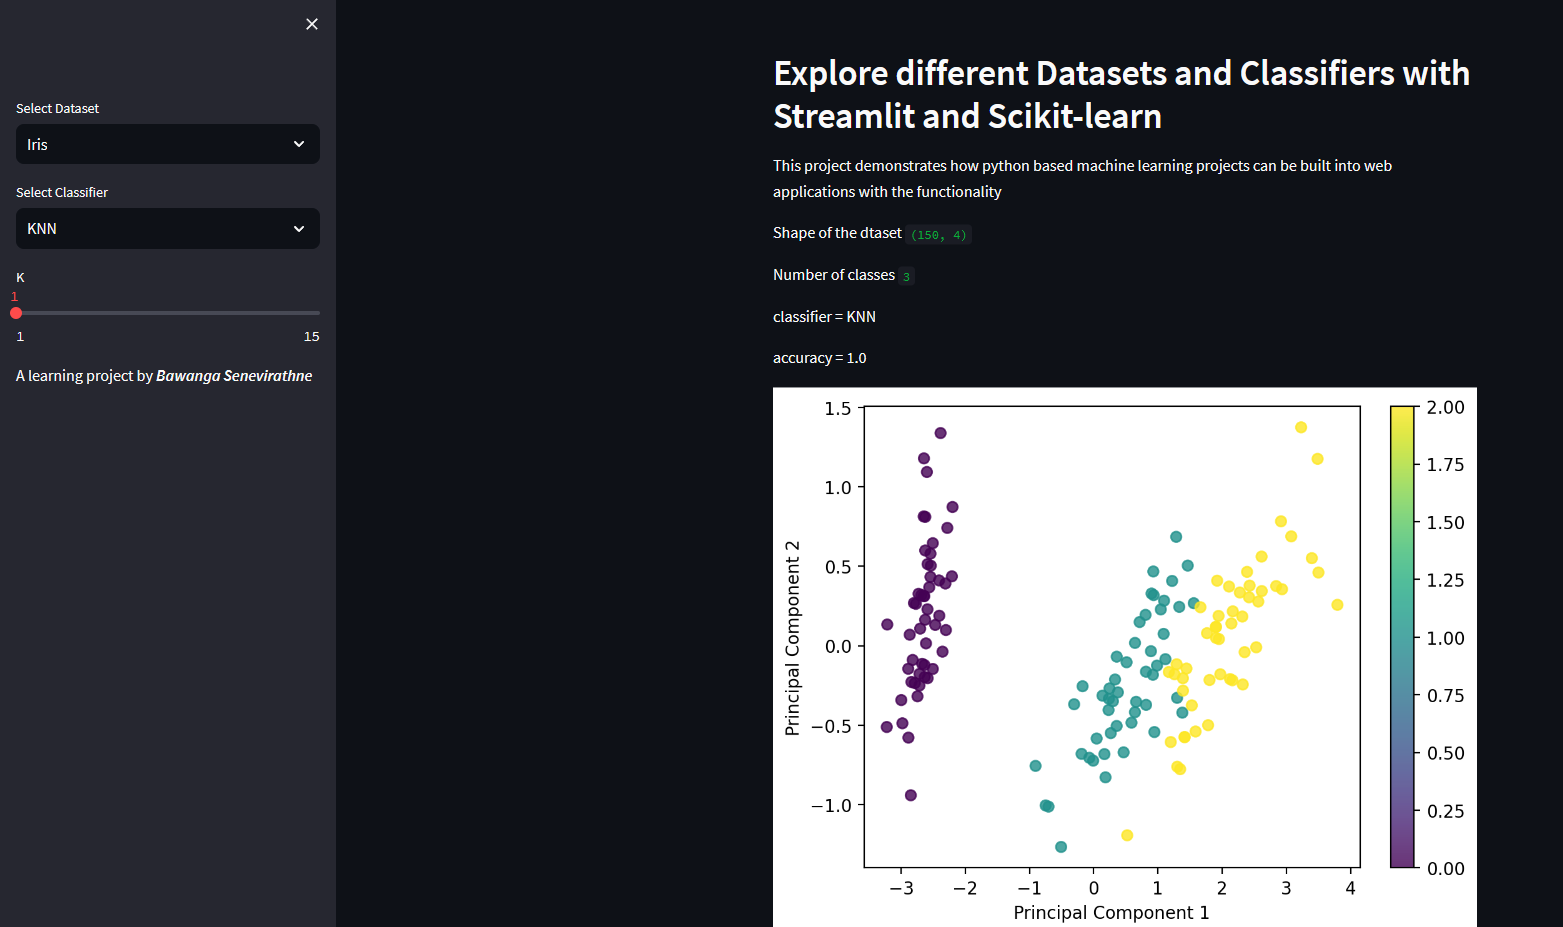 Select Dataset
Iris
Select Classifier
KNN
K
1
1 15
A learning project by Bawanga Senevirathne
Explore different Datasets and Classifiers with
Streamlit and Scikit-learn
This project demonstrates how python based machine learning projects can be built into web
applications with the functionality
Shape of the dtaset (150, 4)
Number of classes 3
classifier = KNN
accuracy = 1.0
1.5
1.0
0.5
0.0
−0.5
−1.0
Principal Component 2
−3 −2 −1 0 1 2 3 4
Principal Component 1
2.00
1.75
1.50
1.25
1.00
0.75
0.50
0.25
0.00